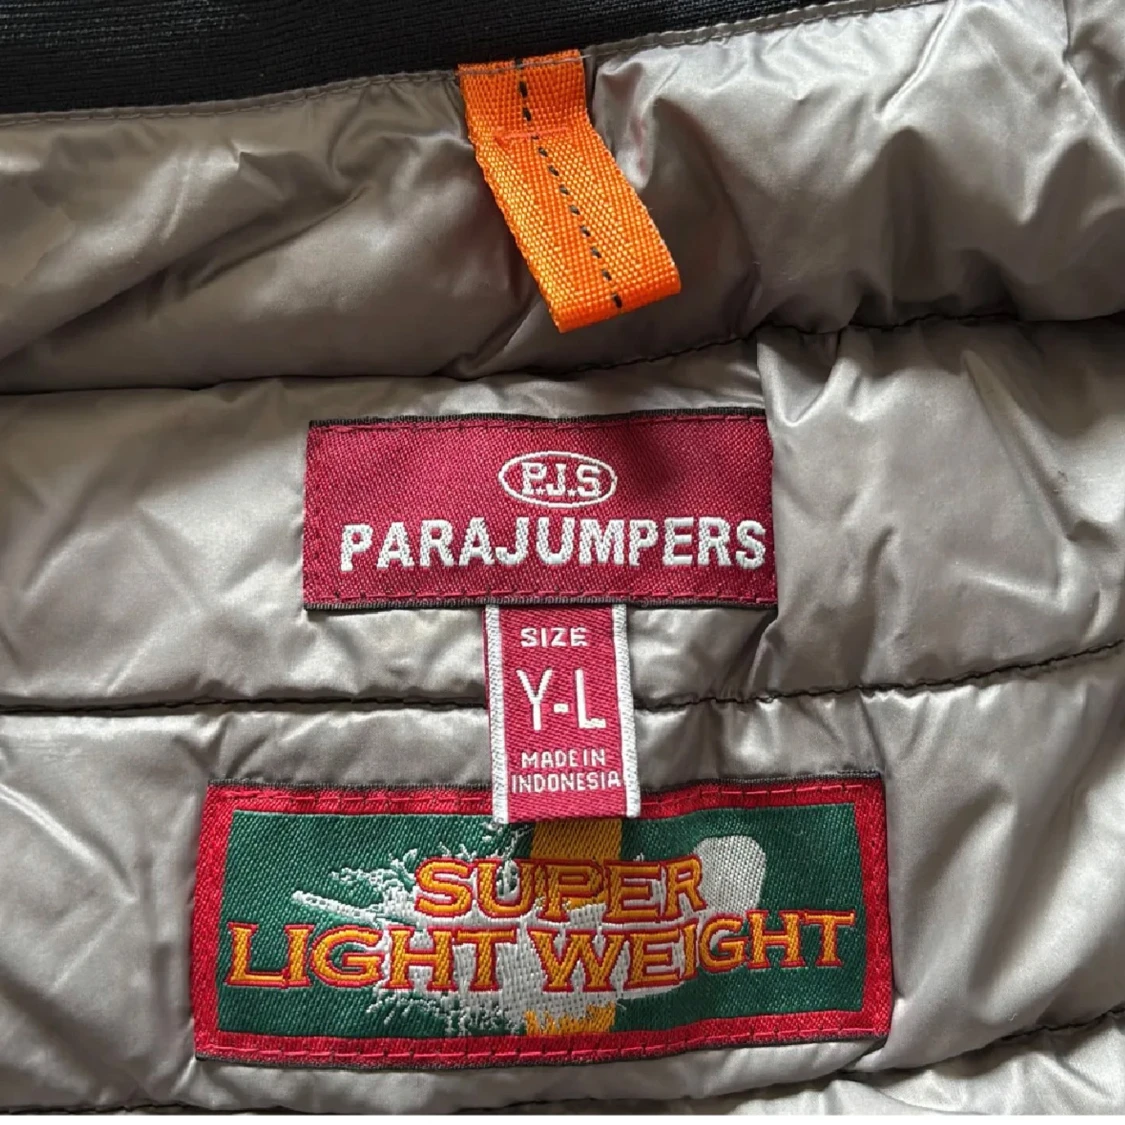 P.J.S
PARAJUMPERS
SIZE
Y-L
MADE IN
INDONESIA
SUPER
LIGHT WEIGHT